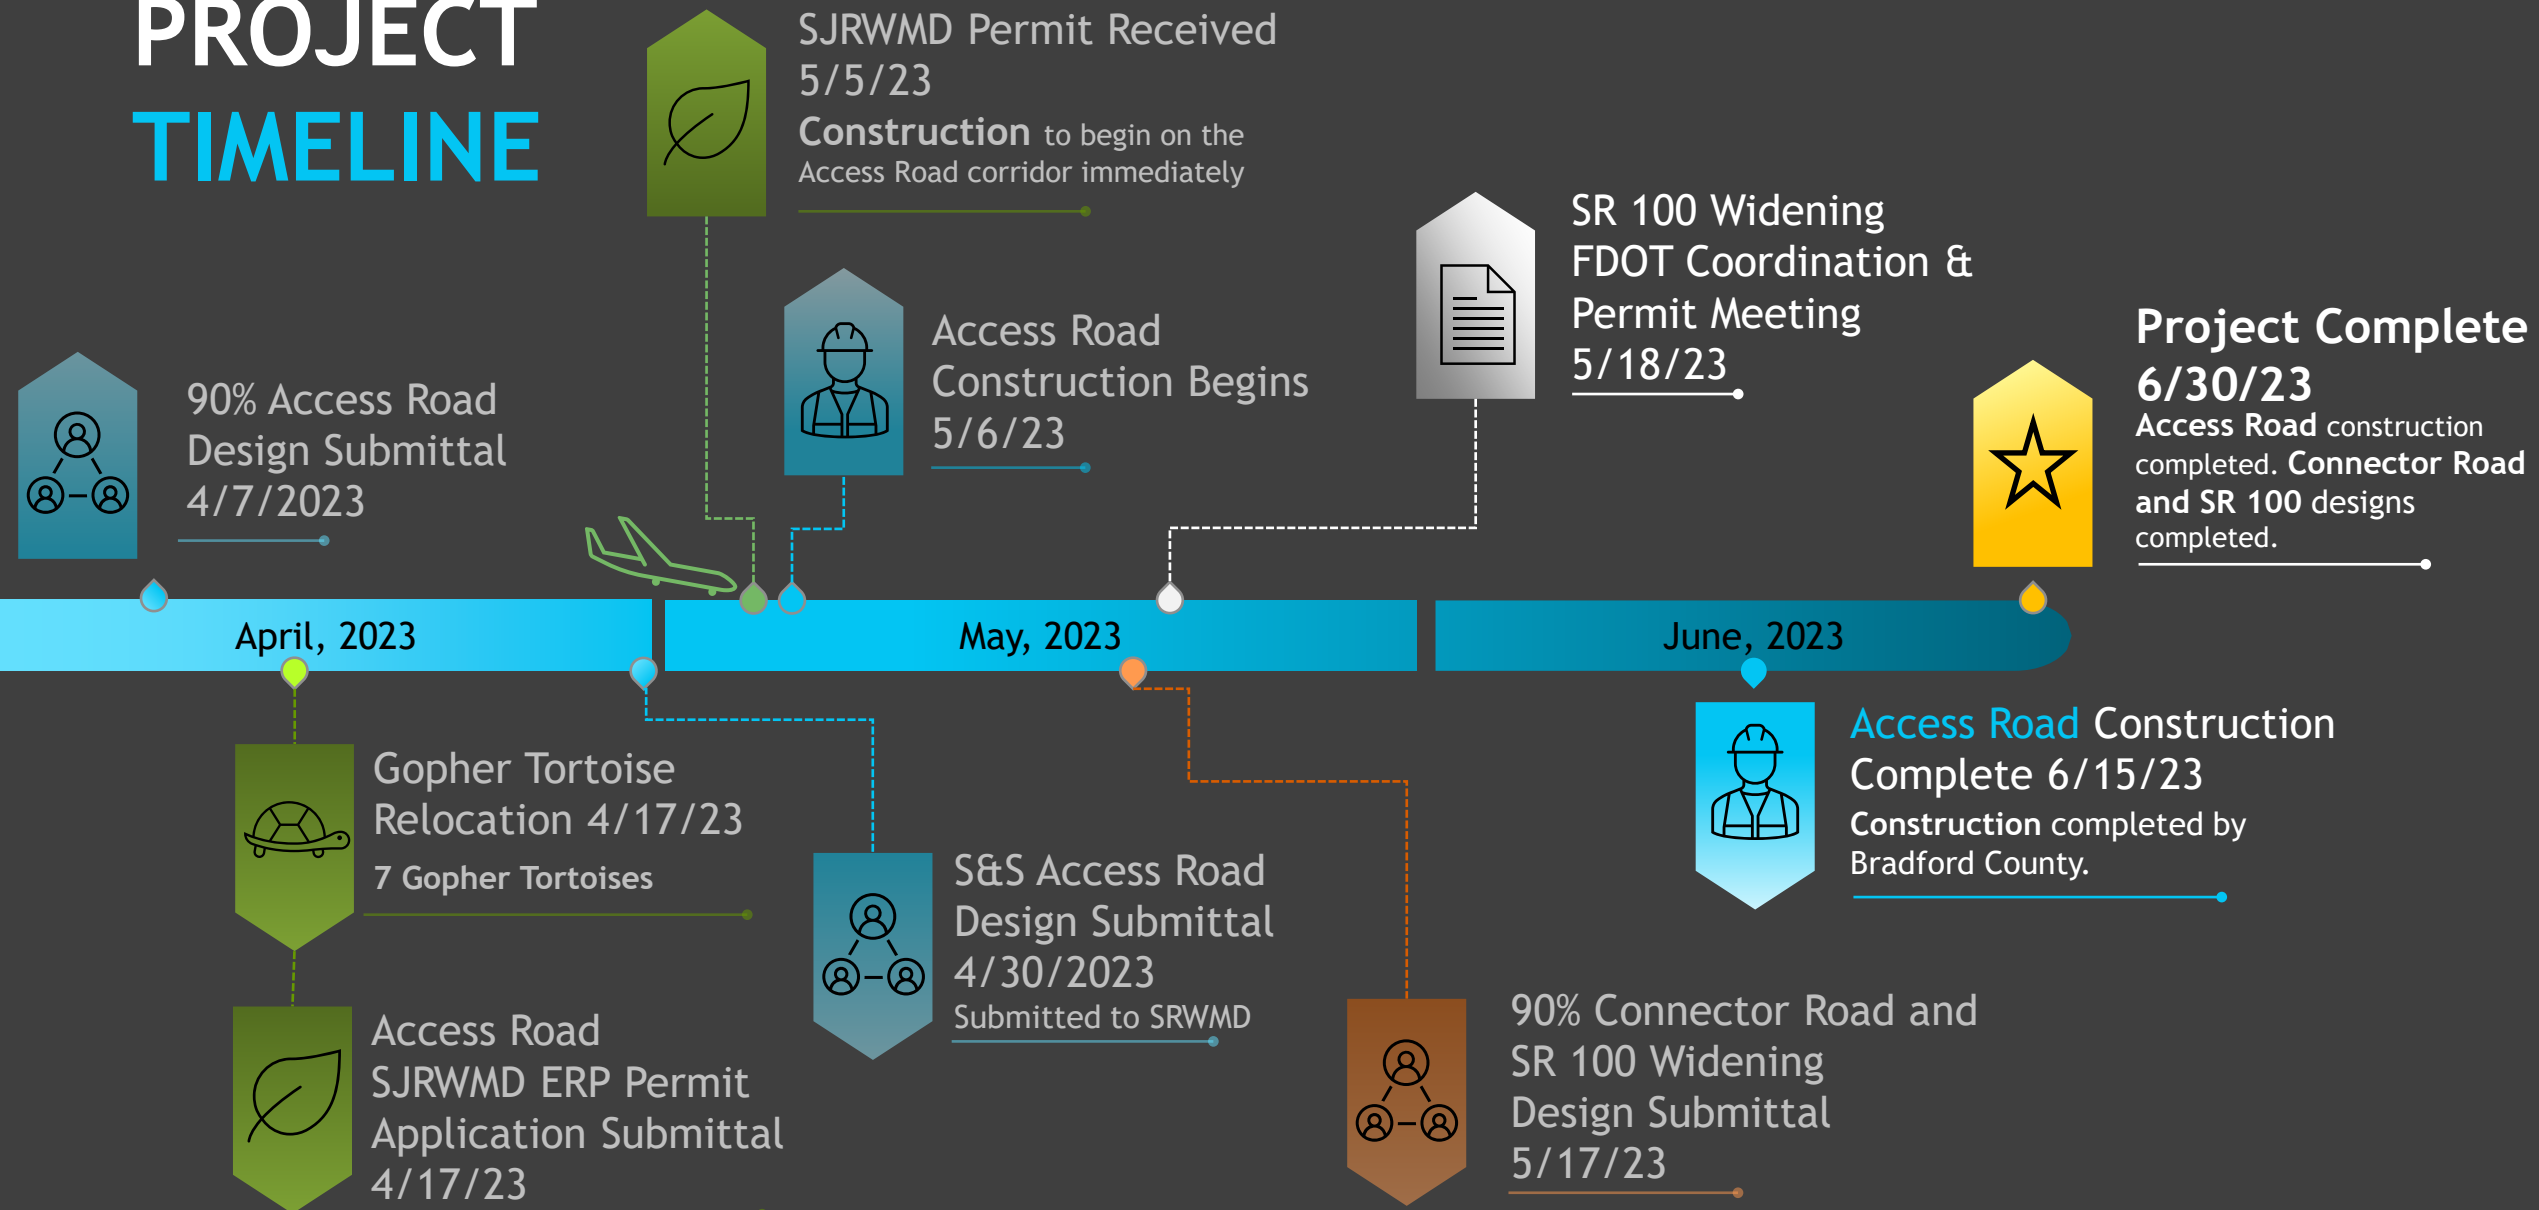 PROJECT
TIMELINE
SJRWMD Permit Received
5/5/23
Construction to begin on the
Access Road corridor immediately
SR 100 Widening
FDOT Coordination &
Permit Meeting
5/18/23
Project Complete
6/30/23
Access Road construction
completed. Connector Road
and SR 100 designs
completed.
Access Road
Construction Begins
5/6/23
90% Access Road
Design Submittal
4/7/2023
April, 2023
May, 2023
June, 2023
Gopher Tortoise
Relocation 4/17/23
7 Gopher Tortoises
Access Road
SJRWMD ERP Permit
Application Submittal
4/17/23
S&S Access Road
Design Submittal
4/30/2023
Submitted to SRWMD
90% Connector Road and
SR 100 Widening
Design Submittal
5/17/23
Access Road Construction
Complete 6/15/23
Construction completed by
Bradford County.